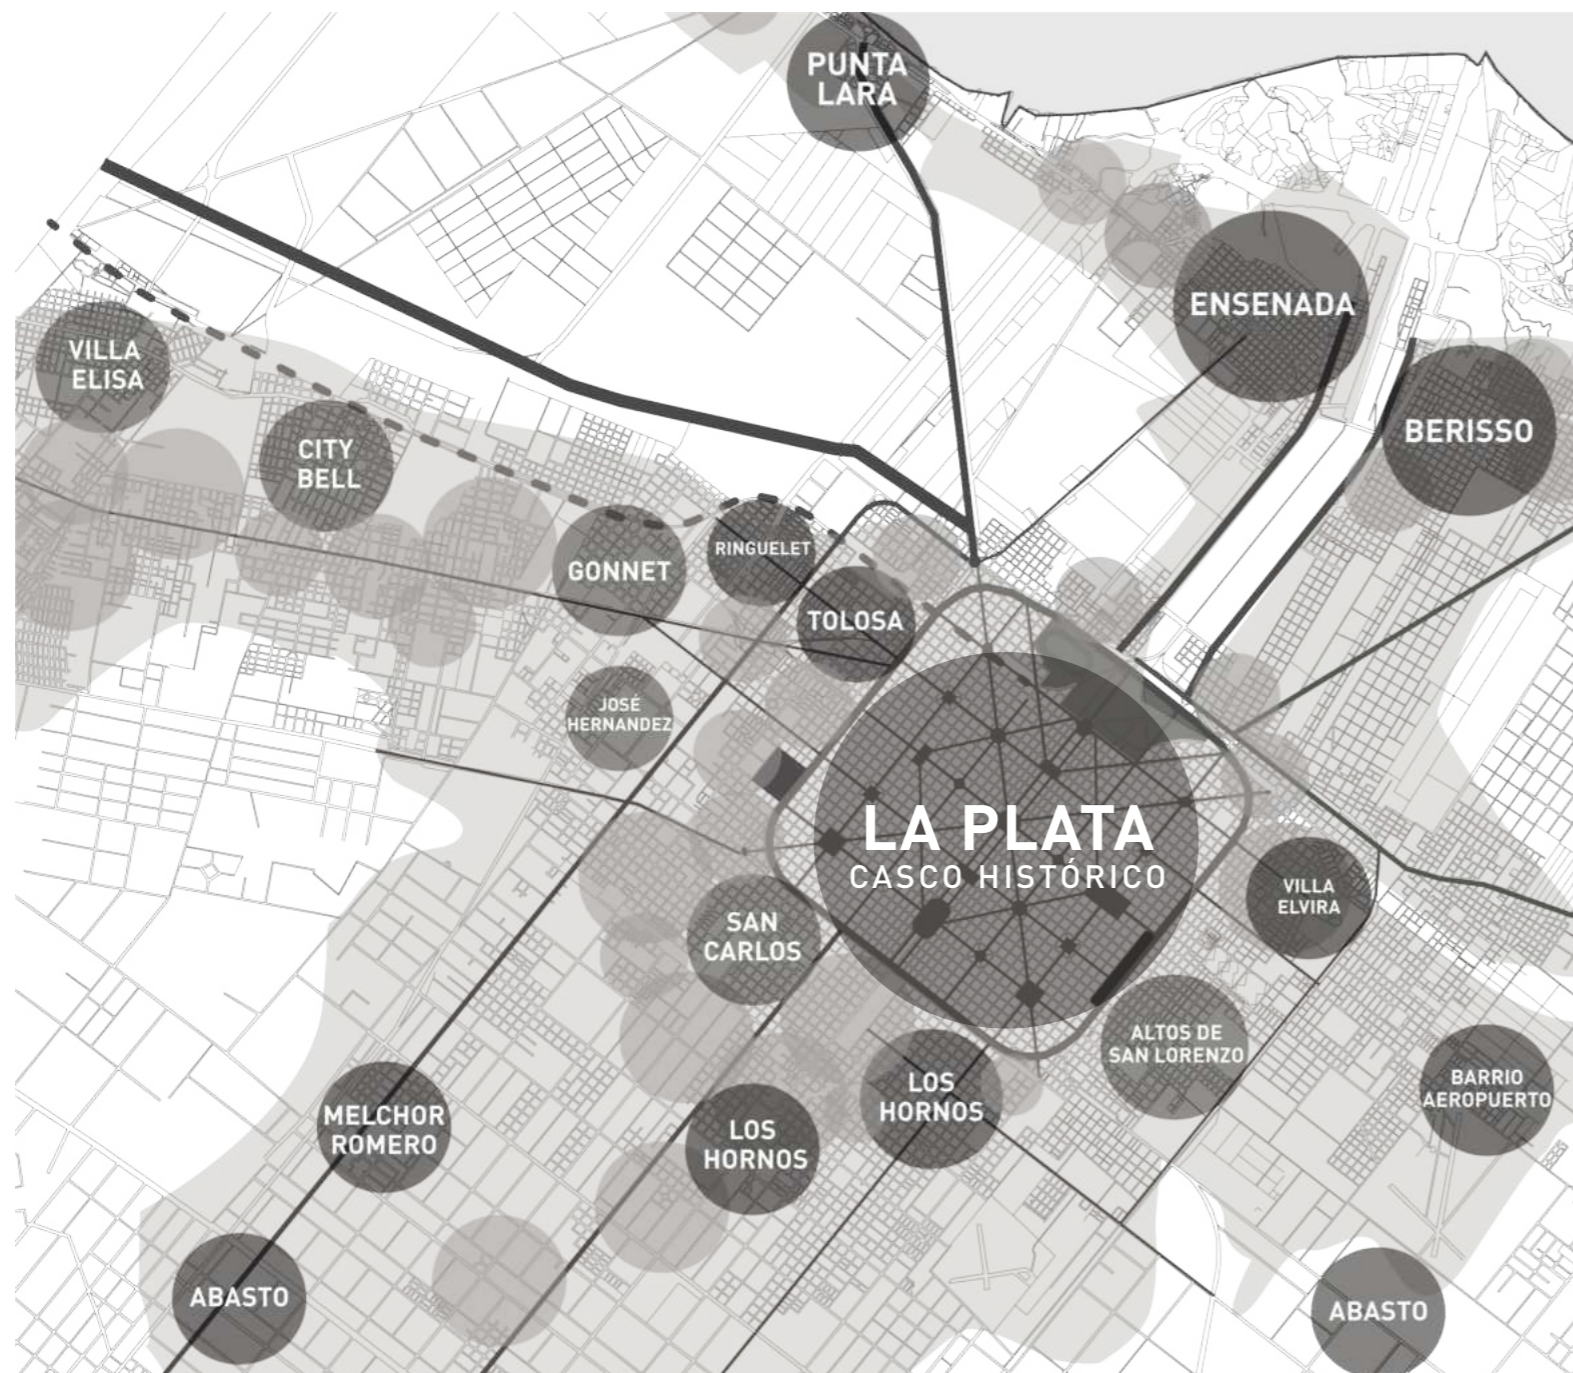 PUNTA
LARA
ENSENADA
VILLA
ELISA
BERISSO
CITY
BELL
RINGUELET
GONNET
TOLOSA
JOSÉ
HERNANDEZ
LA PLATA
CASCO HISTÓRICO
VILLA
ELVIRA
SAN
CARLOS
ALTOS DE
SAN LORENZO
LOS
HORNOS
BARRIO
AEROPUERTO
MELCHOR
ROMERO
LOS
HORNOS
ABASTO
ABASTO